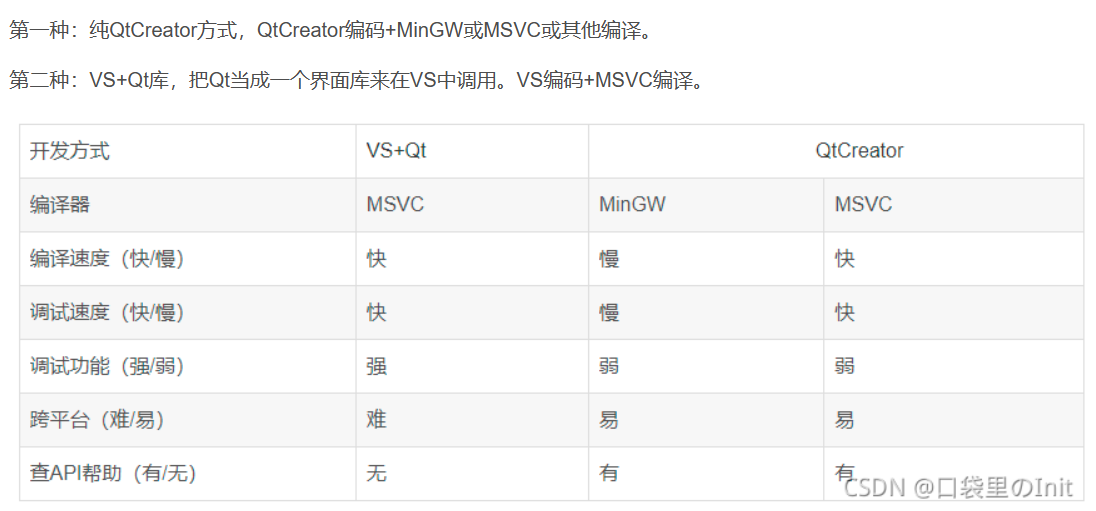 第一种：纯QtCreator方式，QtCreator编码+MinGW或MSVC或其他编译。
第二种：VS+Qt库，把Qt当成一个界面库来在VS中调用。VS编码+MSVC编译。
开发方式 VS+Qt QtCreator
编译器 MSVC MinGW MSVC
编译速度（快/慢） 快 慢 快
调试速度（快/慢） 快 慢 快
调试功能（强/弱） 强 弱 弱
跨平台（难/易） 难 易 易
查API帮助（有/无） 无 有 有
CSDN @口袋里のInit